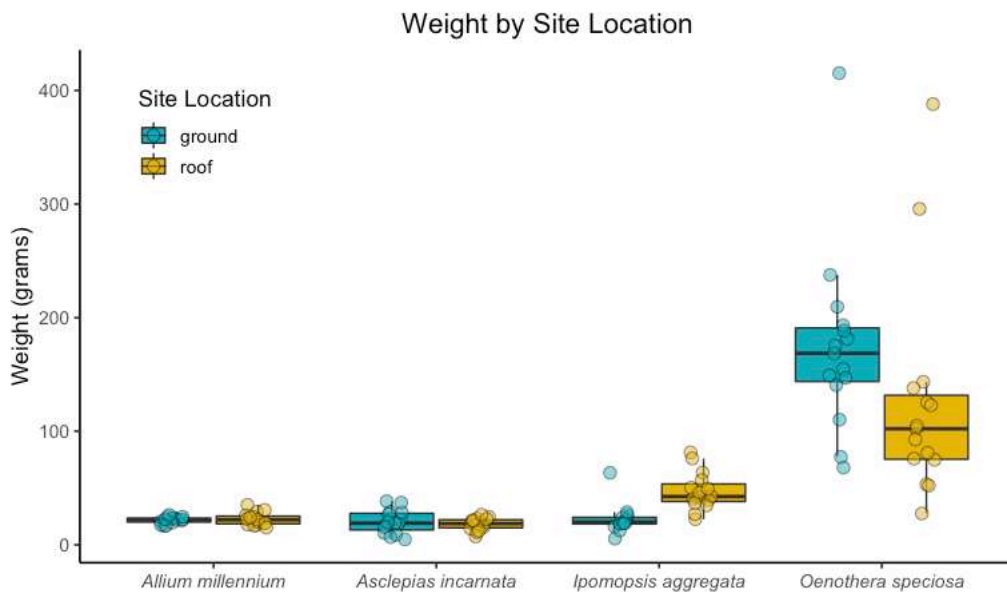 Weight by Site Location
Site Location
ground
roof
Weight (grams)
400
300
200
100
0
Allium millennium
Asclepias incarnata
Ipomopsis aggregata
Oenothera speciosa